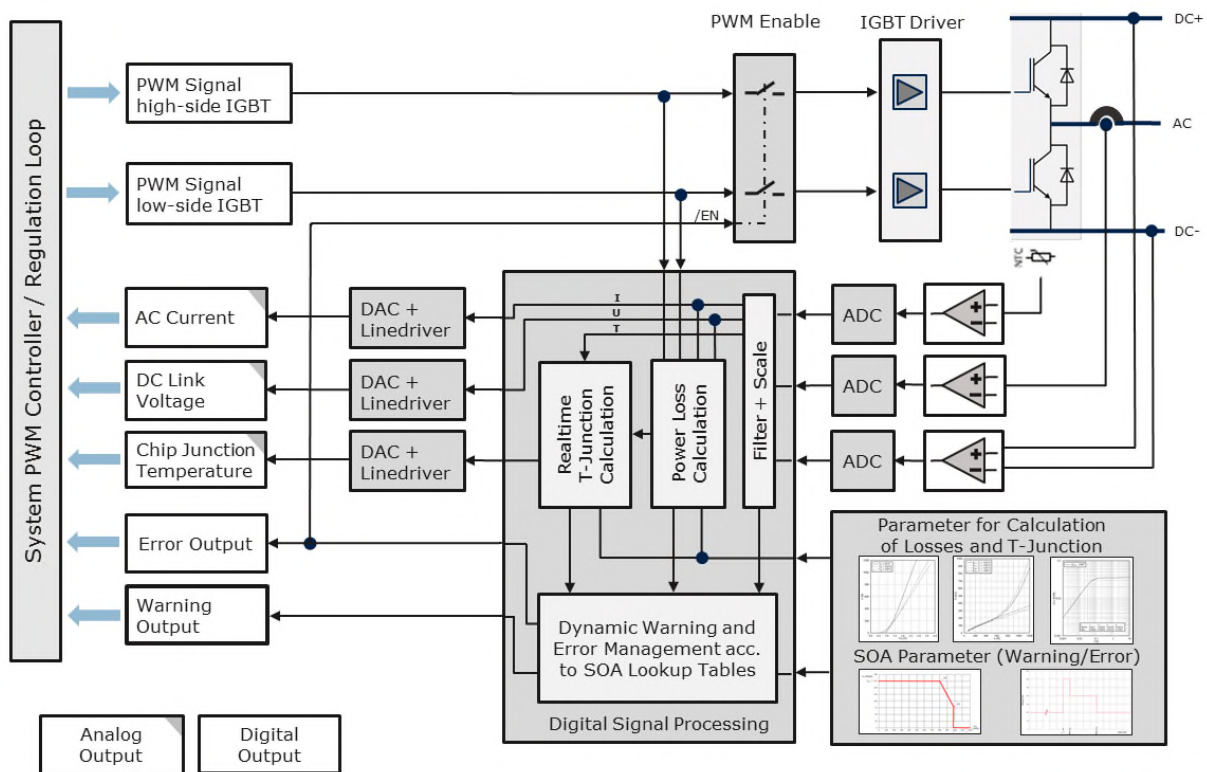 PWM Enable
IGBT Driver
DC+
PWM Signal
high-side IGBT
AC
PWM Signal
low-side IGBT
/EN
DC-
NTC
System PWM Controller / Regulation Loop
AC Current
DAC +
Linedriver
I
U
T
ADC
DC Link
Voltage
DAC +
Linedriver
ADC
Chip Junction
Temperature
DAC +
Linedriver
Realtime
T-Junction
Calculation
Power Loss
Calculation
Filter + Scale
ADC
Error Output
Warning
Output
Dynamic Warning and
Error Management acc.
to SOA Lookup Tables
Digital Signal Processing
Parameter for Calculation
of Losses and T-Junction
SOA Parameter (Warning/Error)
Analog
Output
Digital
Output